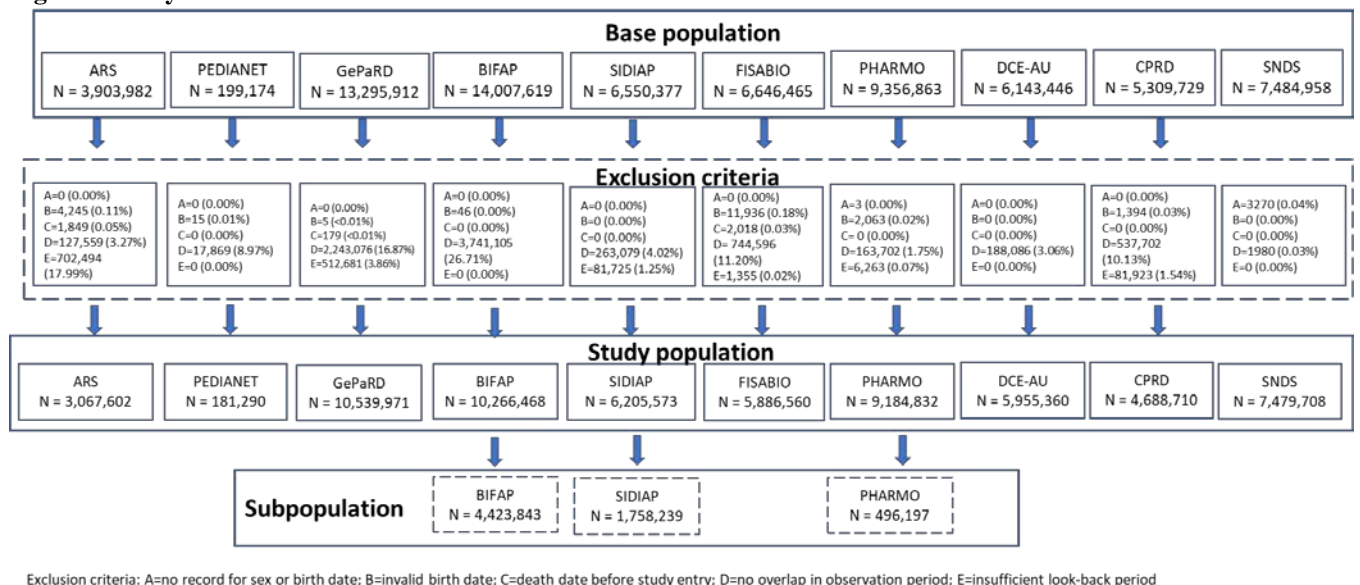 Base population
ARS
N = 3,903,982
PEDIANET
N = 199,174
GePaRD
N = 13,295,912
BIFAP
N = 14,007,619
SIDIAP
N = 6,550,377
FISABIO
N = 6,646,465
PHARMO
N = 9,356,863
DCE-AU
N = 6,143,446
CPRD
N = 5,309,729
SNDS
N = 7,484,958
Exclusion criteria
A=0 (0.00%)
B=4,245 (0.11%)
C=1,849 (0.05%)
D=127,559 (3.27%)
E=702,494
(17.99%)
A=0 (0.00%)
B=15 (0.01%)
C=0 (0.00%)
D=17,869 (8.97%)
E=0 (0.00%)
A=0 (0.00%)
B=5 (<0.01%)
C=179 (<0.01%)
D=2,243,076 (16.87%)
E=512,681 (3.86%)
A=0 (0.00%)
B=46 (0.00%)
C=0 (0.00%)
D=3,741,105
(26.71%)
E=0 (0.00%)
A=0 (0.00%)
B=0 (0.00%)
C=0 (0.00%)
D=263,079 (4.02%)
E=81,725 (1.25%)
A=0 (0.00%)
B=11,936 (0.18%)
C=2,018 (0.03%)
D= 744,596
(11.20%)
E=1,355 (0.02%)
A=3 (0.00%)
B=2,063 (0.02%)
C= 0 (0.00%)
D=163,702 (1.75%)
E=6,263 (0.07%)
A=0 (0.00%)
B=0 (0.00%)
C=0 (0.00%)
D=188,086 (3.06%)
E=0 (0.00%)
A=0 (0.00%)
B=1,394 (0.03%)
C=0 (0.00%)
D=537,702
(10.13%)
E=81,923 (1.54%)
A=3270 (0.04%)
B=0 (0.00%)
C=0 (0.00%)
D=1980 (0.03%)
E=0 (0.00%)
Study population
ARS
N = 3,067,602
PEDIANET
N = 181,290
GePaRD
N = 10,539,971
BIFAP
N = 10,266,468
SIDIAP
N = 6,205,573
FISABIO
N = 5,886,560
PHARMO
N = 9,184,832
DCE-AU
N = 5,955,360
CPRD
N = 4,688,710
SNDS
N = 7,479,708
Subpopulation
BIFAP
N = 4,423,843
SIDIAP
N = 1,758,239
PHARMO
N = 496,197
Exclusion criteria: A=no record for sex or birth date; B=invalid birth date; C=death date before study entry; D=no overlap in observation period; E=insufficient look-back period